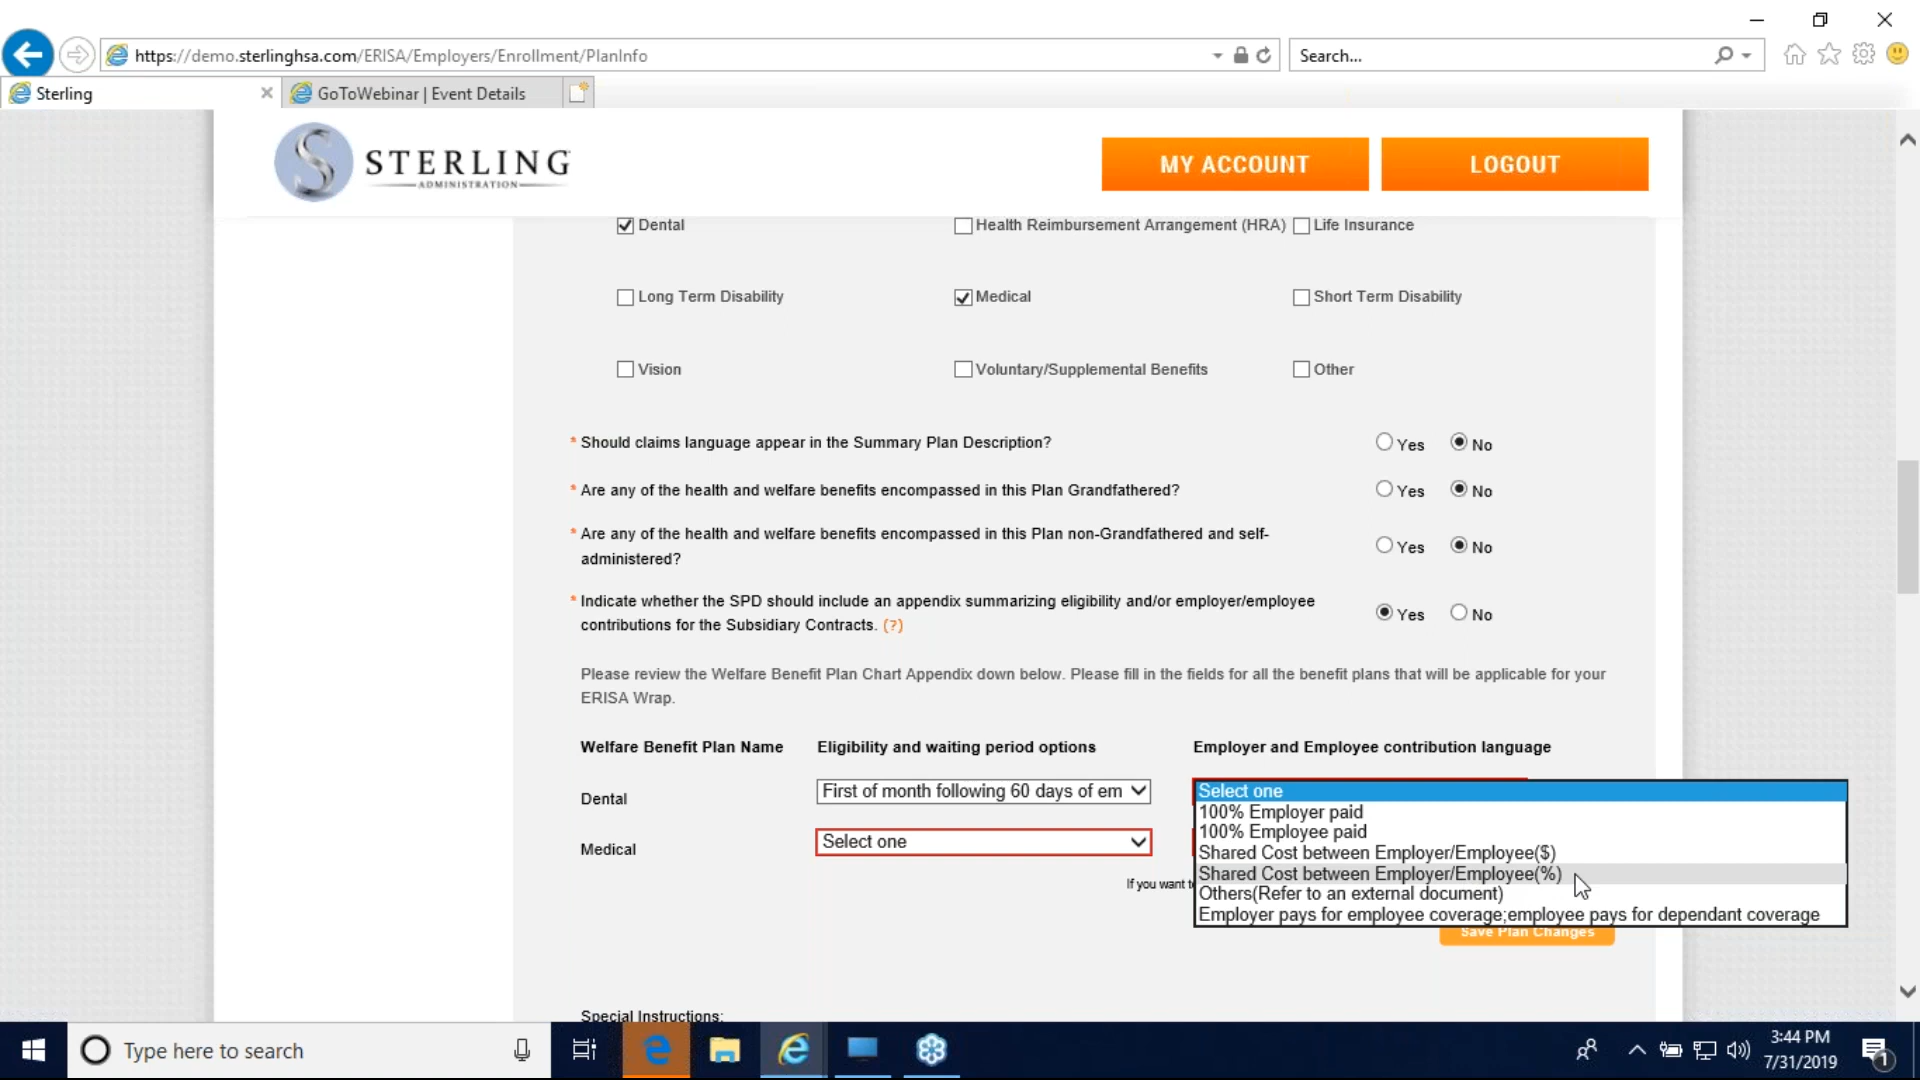 https://demo.sterlinghsa.com/ERISA/Employers/Enrollment/PlanInfo
Search...
Sterling
GoToWebinar | Event Details
S STERLING
ADMINISTRATION
MY ACCOUNT
LOGOUT
Dental
Health Reimbursement Arrangement (HRA)
Life Insurance
Long Term Disability
Medical
Short Term Disability
Vision
Voluntary/Supplemental Benefits
Other
* Should claims language appear in the Summary Plan Description?
Yes
No
* Are any of the health and welfare benefits encompassed in this Plan Grandfathered?
Yes
No
* Are any of the health and welfare benefits encompassed in this Plan non-Grandfathered and self-
administered?
Yes
No
* Indicate whether the SPD should include an appendix summarizing eligibility and/or employer/employee
contributions for the Subsidiary Contracts. (?)
Yes
No
Please review the Welfare Benefit Plan Chart Appendix down below. Please fill in the fields for all the benefit plans that will be applicable for your
ERISA Wrap.
Welfare Benefit Plan Name
Eligibility and waiting period options
Employer and Employee contribution language
Dental
First of month following 60 days of em
Select one
100% Employer paid
100% Employee paid
Shared Cost between Employer/Employee($)
Shared Cost between Employer/Employee(%)
Others(Refer to an external document)
Employer pays for employee coverage;employee pays for dependant coverage
Medical
Select one
If you want t
Save Plan Changes
Special Instructions:
Type here to search
3:44 PM
7/31/2019
1